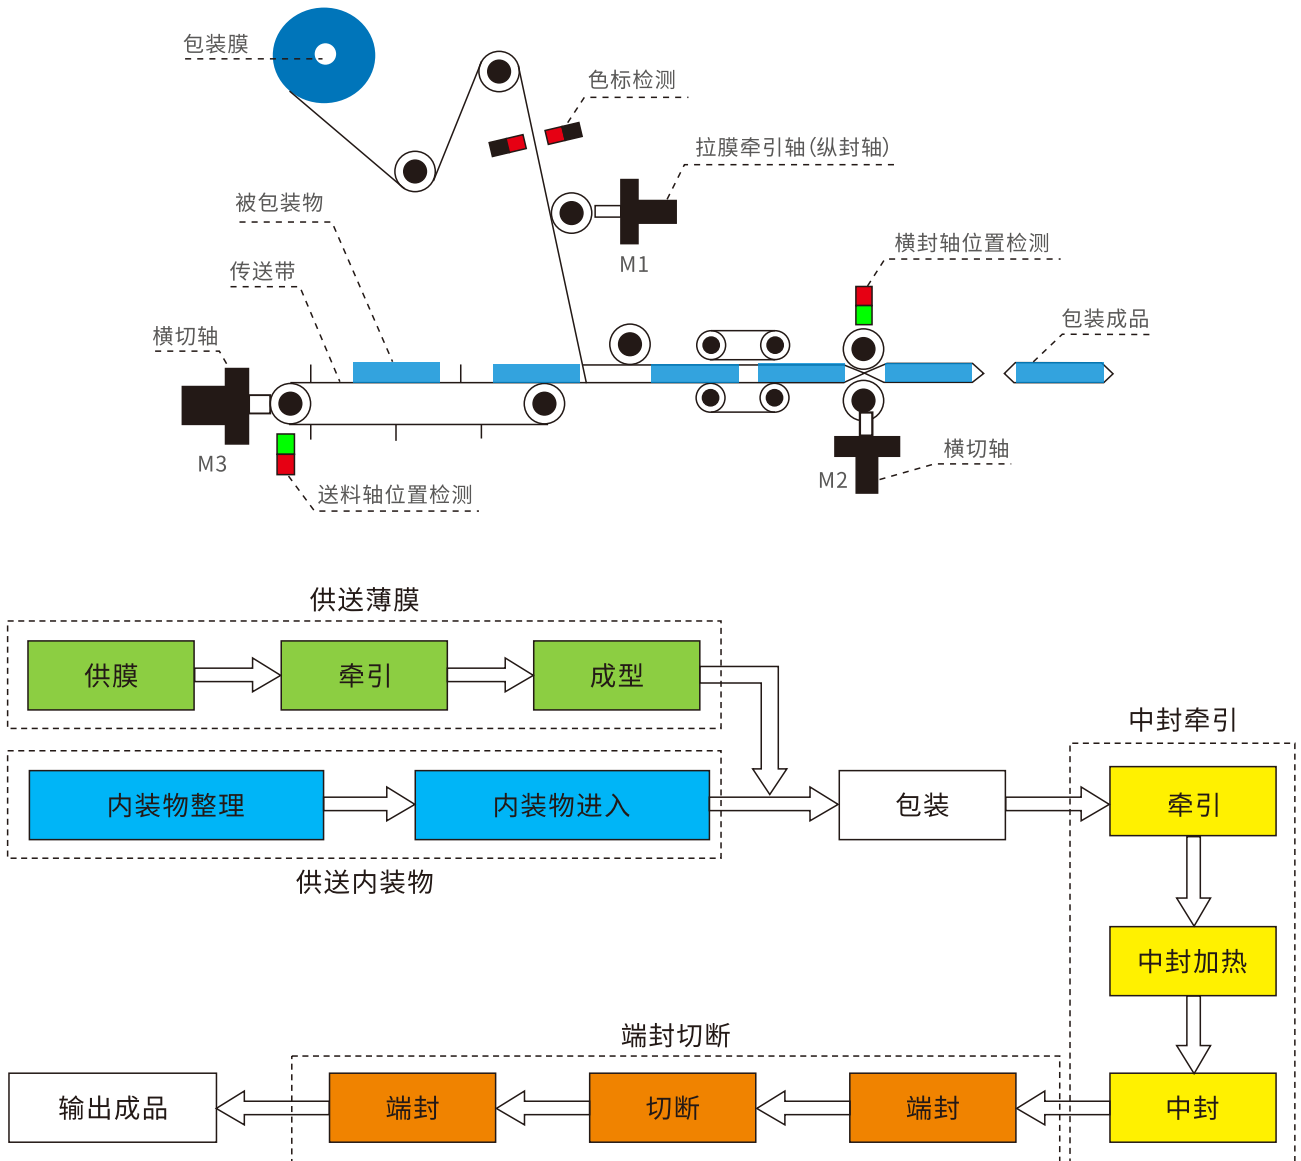 包装膜
色标检测
拉膜牵引轴(纵封轴)
被包装物
横封轴位置检测
传送带
M1
包装成品
横切轴
M3
横切轴
M2
送料轴位置检测
供送薄膜
供膜
牵引
成型
中封牵引
内装物整理
内装物进入
包装
牵引
供送内装物
中封加热
端封切断
输出成品
端封
切断
端封
中封